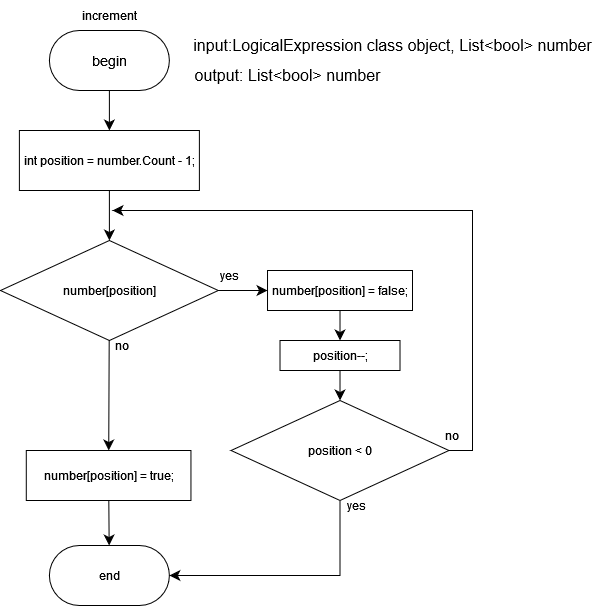 increment
begin
input:LogicalExpression class object, List<bool> number
output: List<bool> number
int position = number.Count - 1;
number[position]
yes
number[position] = false;
no
position--;
position < 0
no
number[position] = true;
yes
end